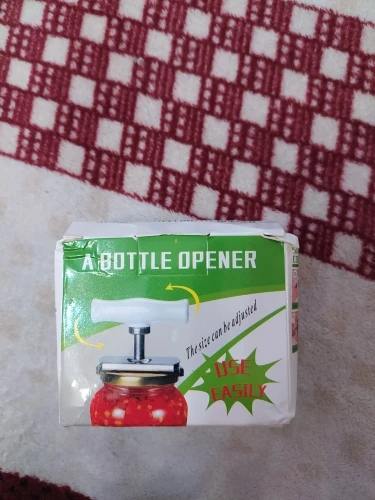 A BOTTLE OPENER
The size can be adjusted
USE
EASILY